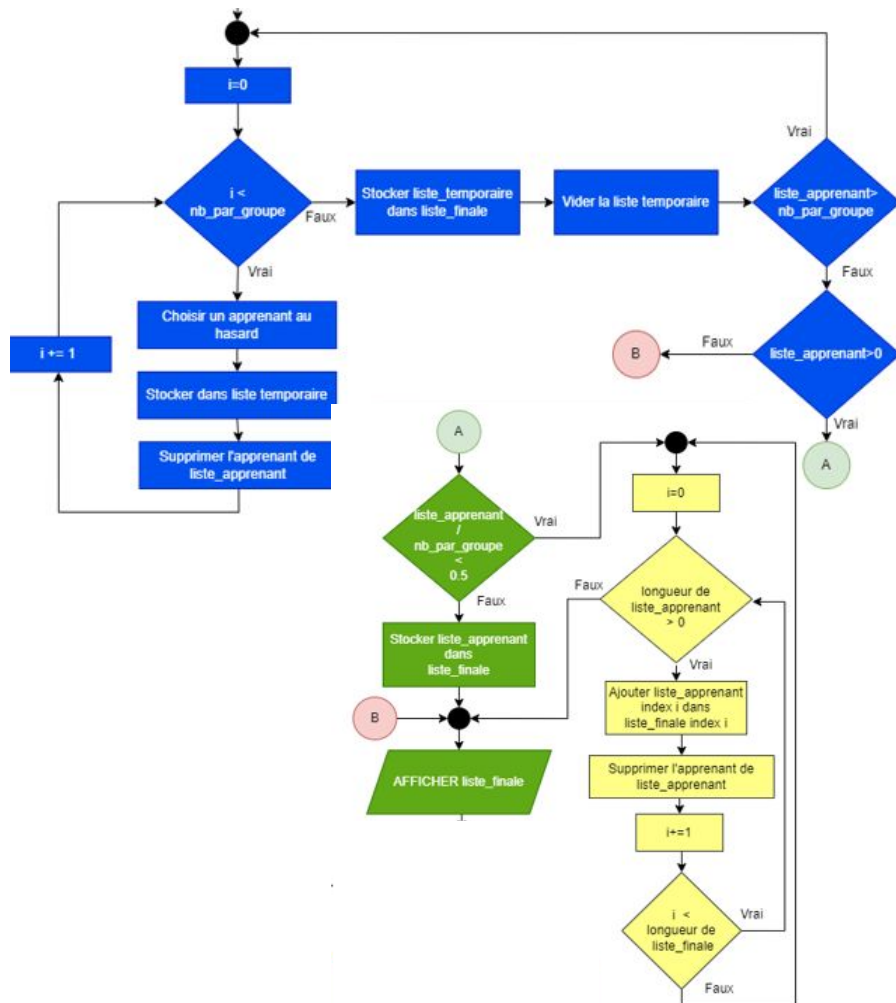 i=0
Vrai
i <
nb_par_groupe
Faux
Stocker liste_temporaire
dans liste_finale
Vider la liste temporaire
liste_apprenant>
nb_par_groupe
Vrai
Faux
Choisir un apprenant au
hasard
i += 1
B
Faux
liste_apprenant>0
Stocker dans liste temporaire
Vrai
A
Supprimer l'apprenant de
liste_apprenant
A
i=0
liste_apprenant
/
nb_par_groupe
<
0.5
Vrai
Faux
longueur de
liste_apprenant
> 0
Faux
Vrai
Stocker liste_apprenant
dans
liste_finale
Ajouter liste_apprenant
index i dans
liste_finale index i
B
Supprimer l'apprenant de
liste_apprenant
AFFICHER liste_finale
i+=1
i <
longueur de
liste_finale
Vrai
Faux